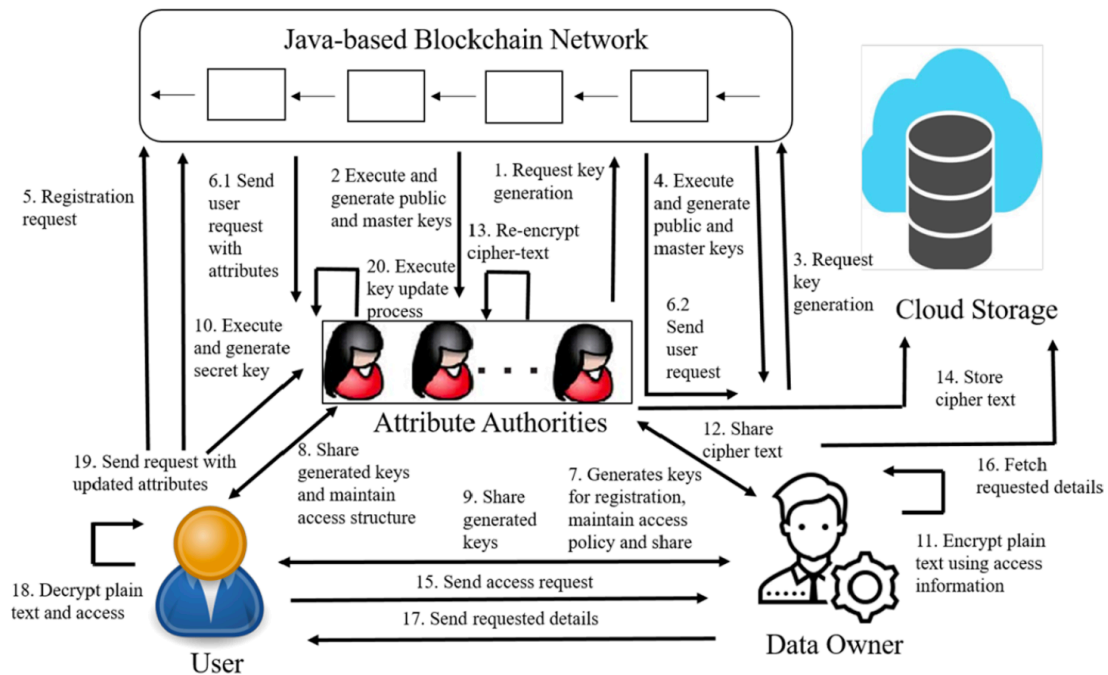 Java-based Blockchain Network
5. Registration
request
6.1 Send
user
request
with
attributes
2 Execute and
generate public
and master keys
1. Request key
generation
13. Re-encrypt
cipher-text
4. Execute
and generate
public and
master keys
3. Request
key
generation
Cloud Storage
20. Execute
key update
process
10. Execute
and generate
secret key
6.2
Send
user
request
14. Store
cipher text
Attribute Authorities
12. Share
cipher text
19. Send request with
updated attributes
8. Share
generated keys
and maintain
access structure
9. Share
generated
keys
7. Generates keys
for registration,
maintain access
policy and share
16. Fetch
requested details
11. Encrypt plain
text using access
information
18. Decrypt plain
text and access
15. Send access request
17. Send requested details
User
Data Owner